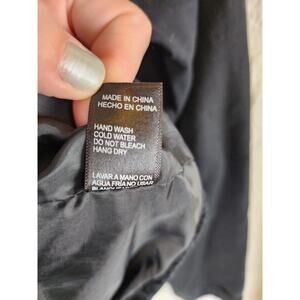 MADE IN CHINA
HECHO EN CHINA
HAND WASH
COLD WATER
DO NOT BLEACH
HANG DRY
LAVAR A MANO CON
AGUA FRIA NO USAR